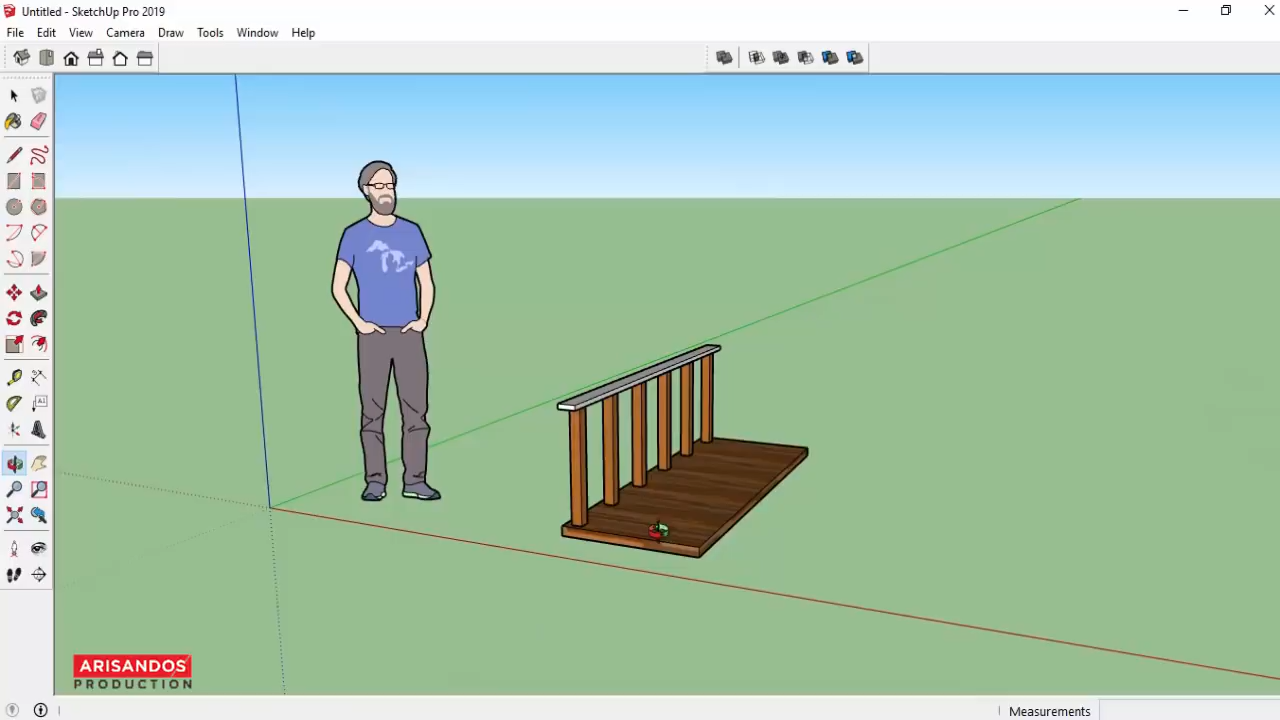 Untitled - SketchUp Pro 2019
File Edit View Camera Draw Tools Window Help
ARISANDOS
PRODUCTION
Measurements